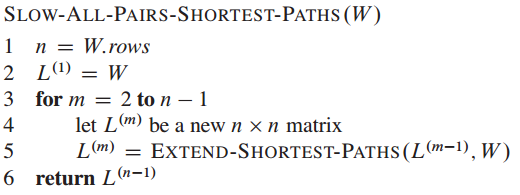 SLOW-ALL-PAIRS-SHORTEST-PATHS(W)
1 n = W.rows
2 L^(1) = W
3 for m = 2 to n − 1
4 let L^(m) be a new n × n matrix
5 L^(m) = EXTEND-SHORTEST-PATHS(L^(m−1), W)
6 return L^(n−1)